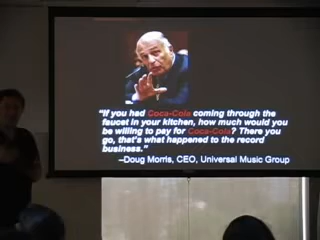 "If you had Coca-Cola coming through the
faucet in your kitchen, how much would you
be willing to pay for Coca-Cola? There you
go, that's what happened to the record
business."
–Doug Morris, CEO, Universal Music Group